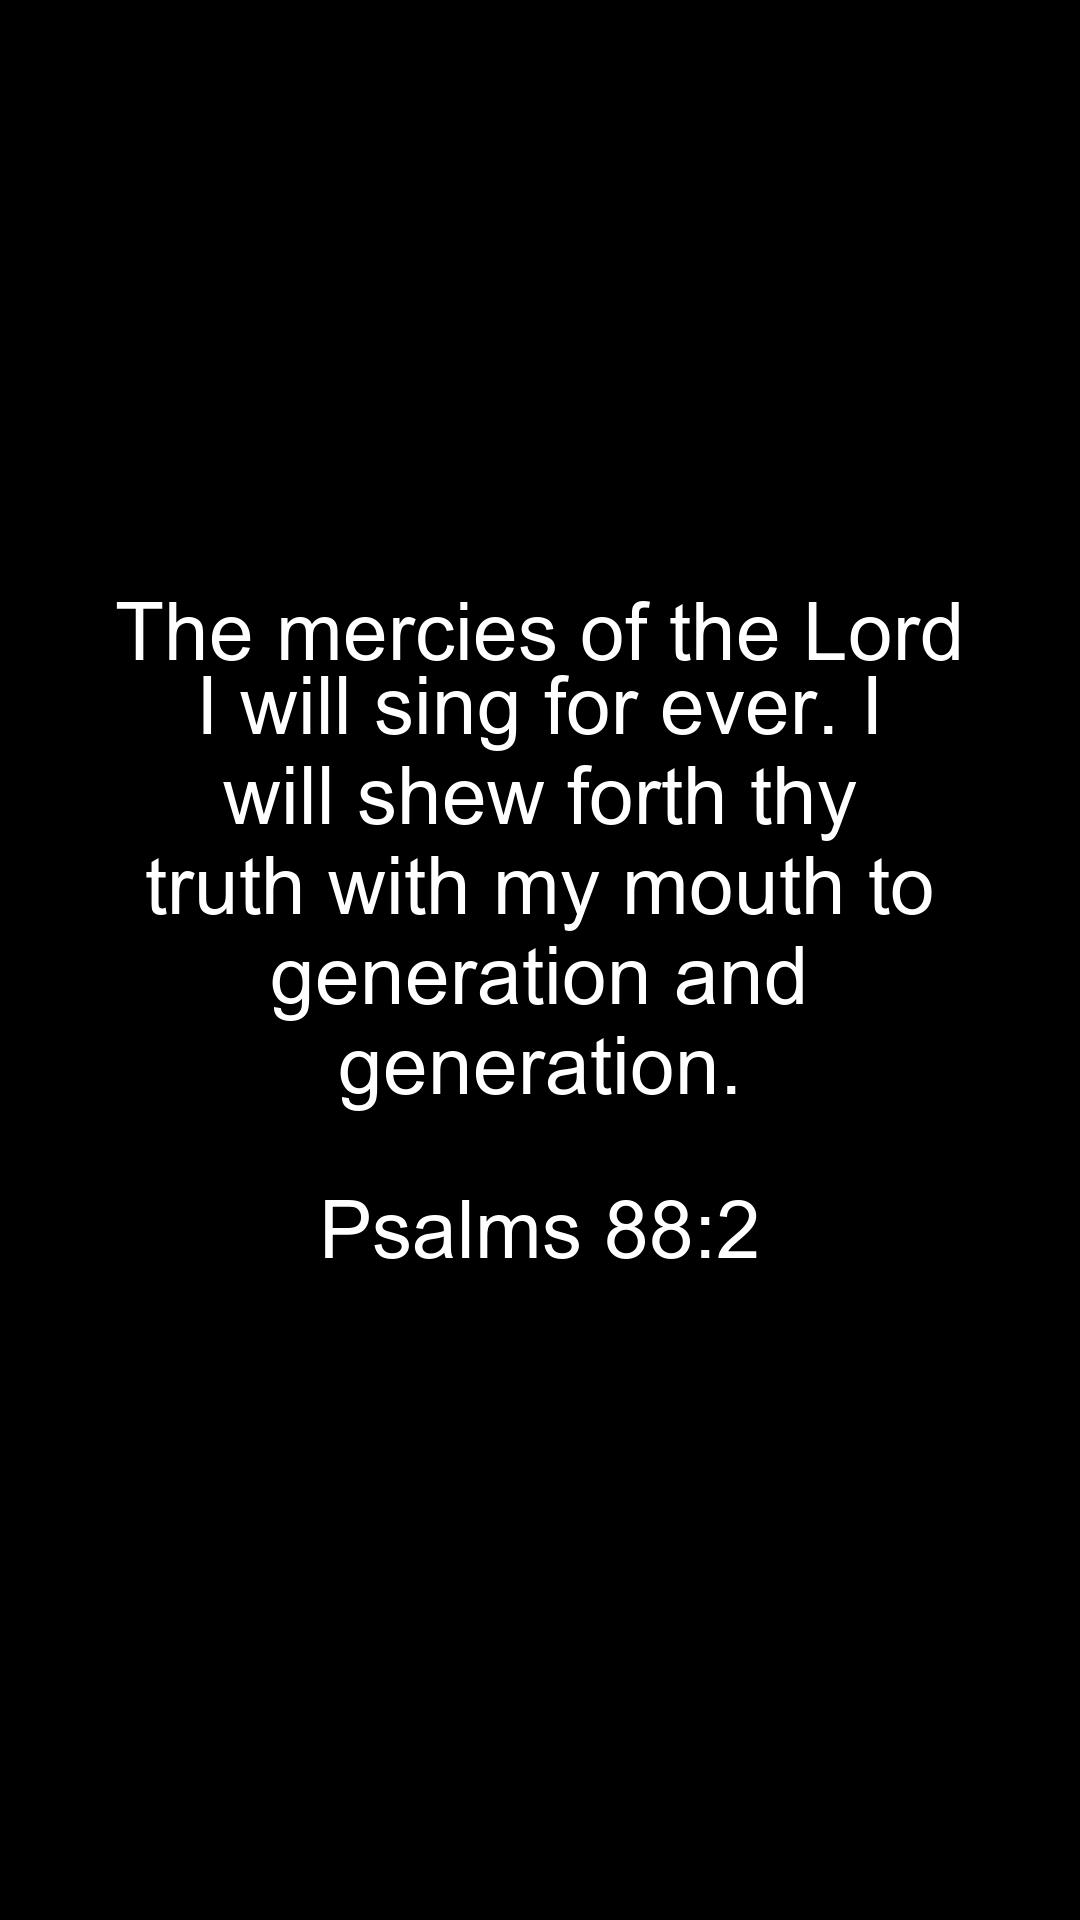 The mercies of the Lord
I will sing for ever. I
will shew forth thy
truth with my mouth to
generation and
generation.
Psalms 88:2